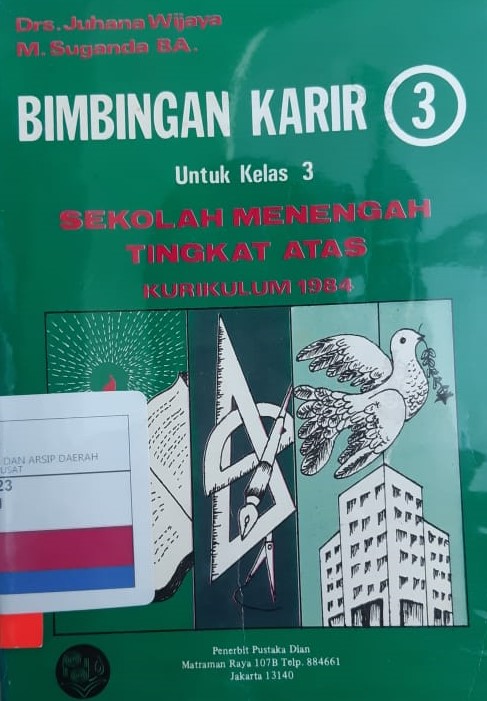 Drs. Juhana Wijaya
M. Suganda BA.
BIMBINGAN KARIR 3
Untuk Kelas 3
SEKOLAH MENENGAH
TINGKAT ATAS
KURIKULUM 1984
DAN ARSIP DAERAH
USAT
23
Penerbit Pustaka Dian
Matraman Raya 107B Telp. 884661
Jakarta 13140